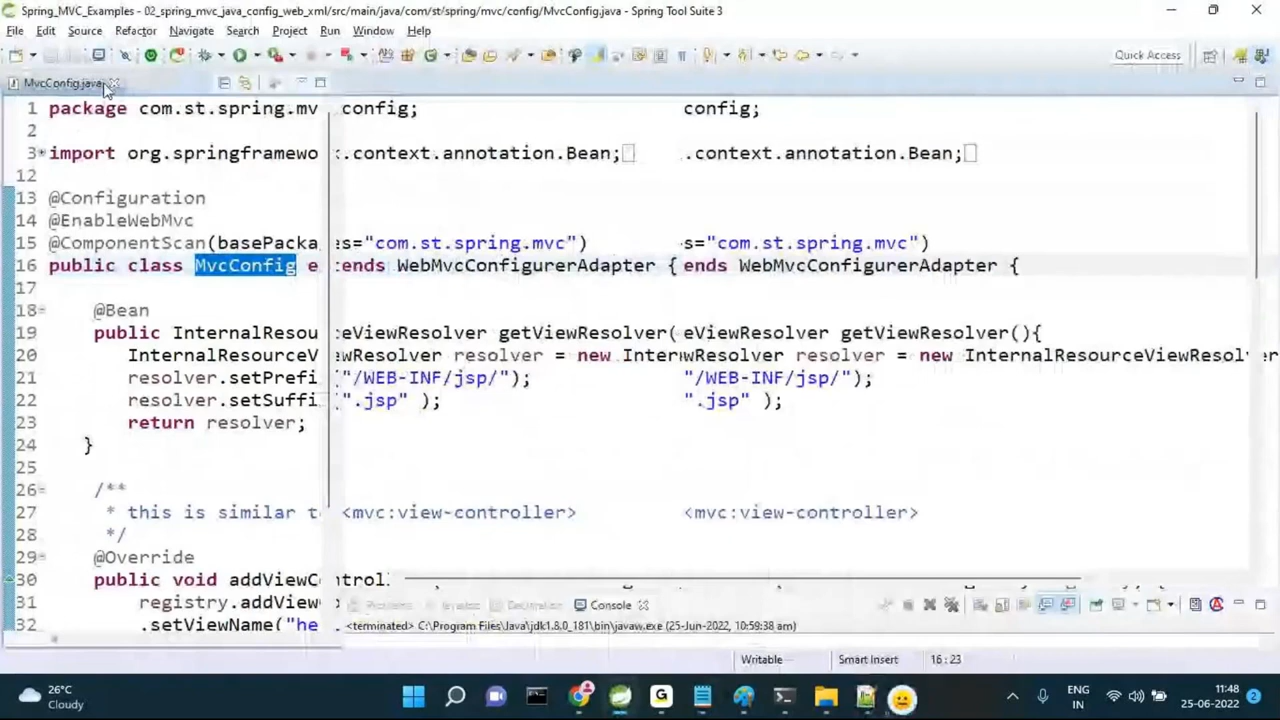 Spring_MVC_Examples - 02_spring_mvc_java_config_web_xml/src/main/java/com/st/spring/mvc/config/MvcConfig.java - Spring Tool Suite 3
File Edit Source Refactor Navigate Search Project Run Window Help
Quick Access
MvcConfig.java
1 package com.st.spring.mv config; config;
2
3 import org.springframewo .context.annotation.Bean; .context.annotation.Bean;
12
13 @Configuration
14 @EnableWebMvc
15 @ComponentScan(basePacka es="com.st.spring.mvc") s="com.st.spring.mvc")
16 public class MvcConfig e tends WebMvcConfigurerAdapter { ends WebMvcConfigurerAdapter {
17
18 @Bean
19 public InternalResou eViewResolver getViewResolver( eViewResolver getViewResolver(){
20 InternalResourceV wResolver resolver = new Inter wResolver resolver = new InternalResourceViewResolv er
21 resolver.setPrefi ("/WEB-INF/jsp/"); "/WEB-INF/jsp/");
22 resolver.setSuffi (".jsp" ); ".jsp" );
23 return resolver;
24 }
25
26 /**
27 * this is similar t <mvc:view-controller> <mvc:view-controller>
28 */
29 @Override
30 public void addViewControl
31 registry.addViewC
32 .setViewName("he
Console
<terminated> C:\Program Files\Java\jdk1.8.0_181\bin\javaw.exe (25-Jun-2022, 10:59:38 am)
Writable Smart Insert 16 : 23
26°C
Cloudy
ENG
IN
11:48
25-06-2022
2